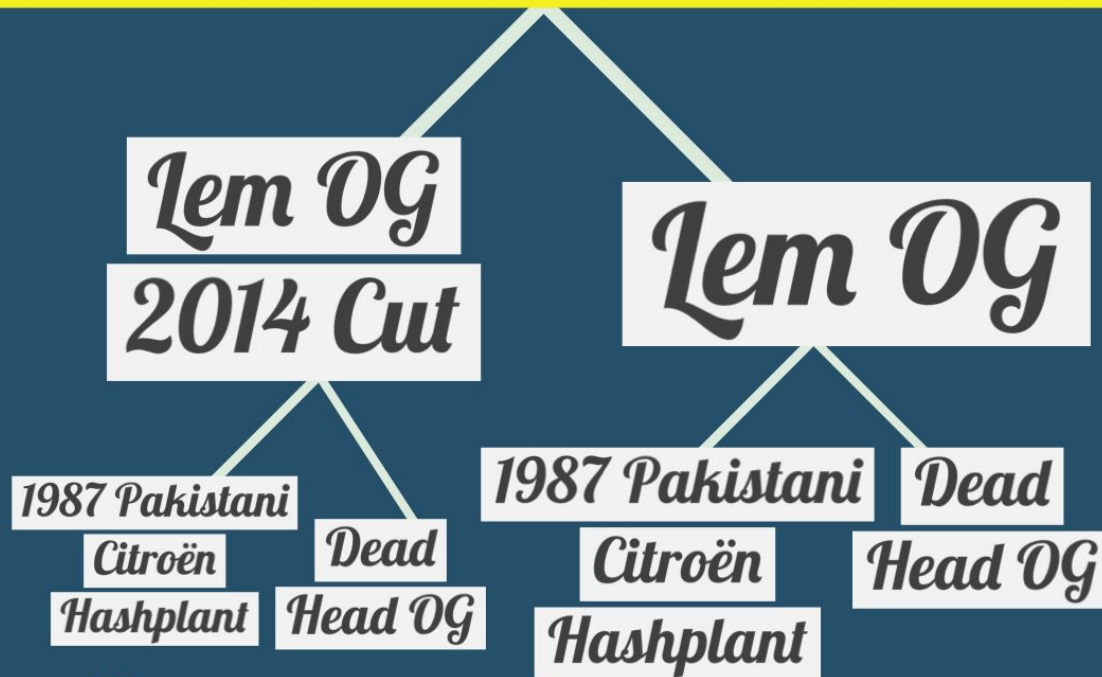 Lem OG
2014 Cut
Lem OG
1987 Pakistani
Citroën
Hashplant
Dead
Head OG
1987 Pakistani
Citroën
Hashplant
Dead
Head OG